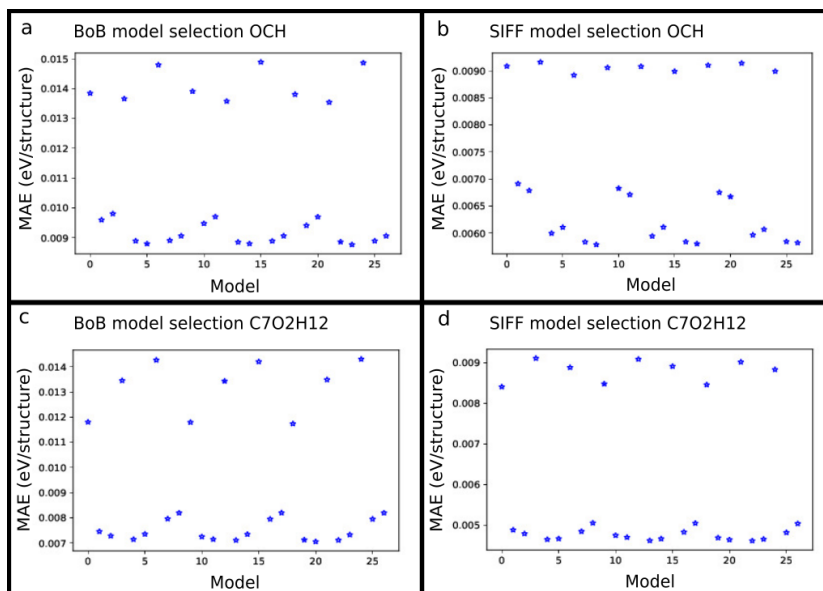 a BoB model selection OCH
MAE (eV/structure)
0.015
0.014
0.013
0.012
0.011
0.010
0.009
0 5 10 15 20 25
Model
b SIFF model selection OCH
MAE (eV/structure)
0.0090
0.0085
0.0080
0.0075
0.0070
0.0065
0.0060
0 5 10 15 20 25
Model
c BoB model selection C7O2H12
MAE (eV/structure)
0.014
0.013
0.012
0.011
0.010
0.009
0.008
0.007
0 5 10 15 20 25
Model
d SIFF model selection C7O2H12
MAE (eV/structure)
0.009
0.008
0.007
0.006
0.005
0 5 10 15 20 25
Model